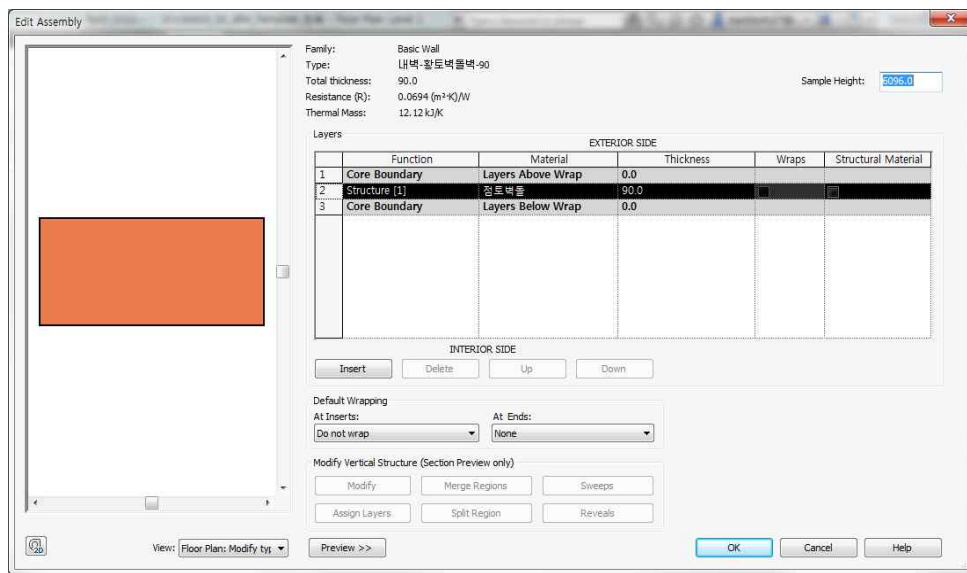 Edit Assembly
Family: Basic Wall
Type: 내벽-황토벽돌벽-90
Total thickness: 90.0
Resistance (R): 0.0694 (m²·K)/W
Thermal Mass: 12.12 kJ/K
Sample Height: 6096.0
Layers
EXTERIOR SIDE
Function Material Thickness Wraps Structural Material
1 Core Boundary Layers Above Wrap 0.0
2 Structure [1] 점토벽돌 90.0
3 Core Boundary Layers Below Wrap 0.0
INTERIOR SIDE
Insert Delete Up Down
Default Wrapping
At Inserts: At Ends:
Do not wrap None
Modify Vertical Structure (Section Preview only)
Modify Merge Regions Sweeps
Assign Layers Split Region Reveals
View: Floor Plan: Modify typ Preview >> OK Cancel Help